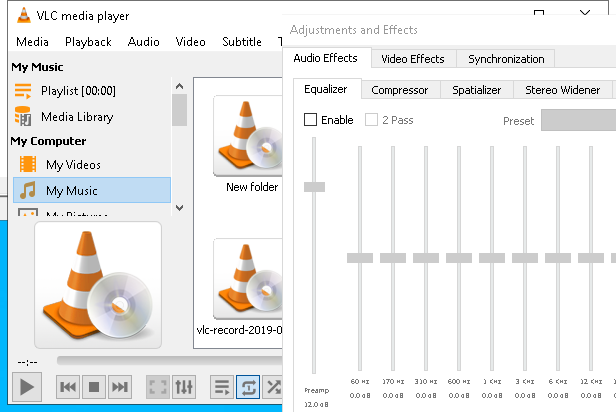 VLC media player
Media Playback Audio Video Subtitle T
My Music
Playlist [00:00]
Media Library
My Computer
My Videos
My Music
My Pictures
New folder
vlc-record-2019-0
--:--
Adjustments and Effects
Audio Effects Video Effects Synchronization
Equalizer Compressor Spatializer Stereo Widener
Enable 2 Pass Preset
60 Hz 170 Hz 310 Hz 600 Hz 1 KHz 3 KHz 6 KHz 12 KHz
Preamp 0.0 dB 0.0 dB 0.0 dB 0.0 dB 0.0 dB 0.0 dB 0.0 dB 0.0 dB
12.0 dB